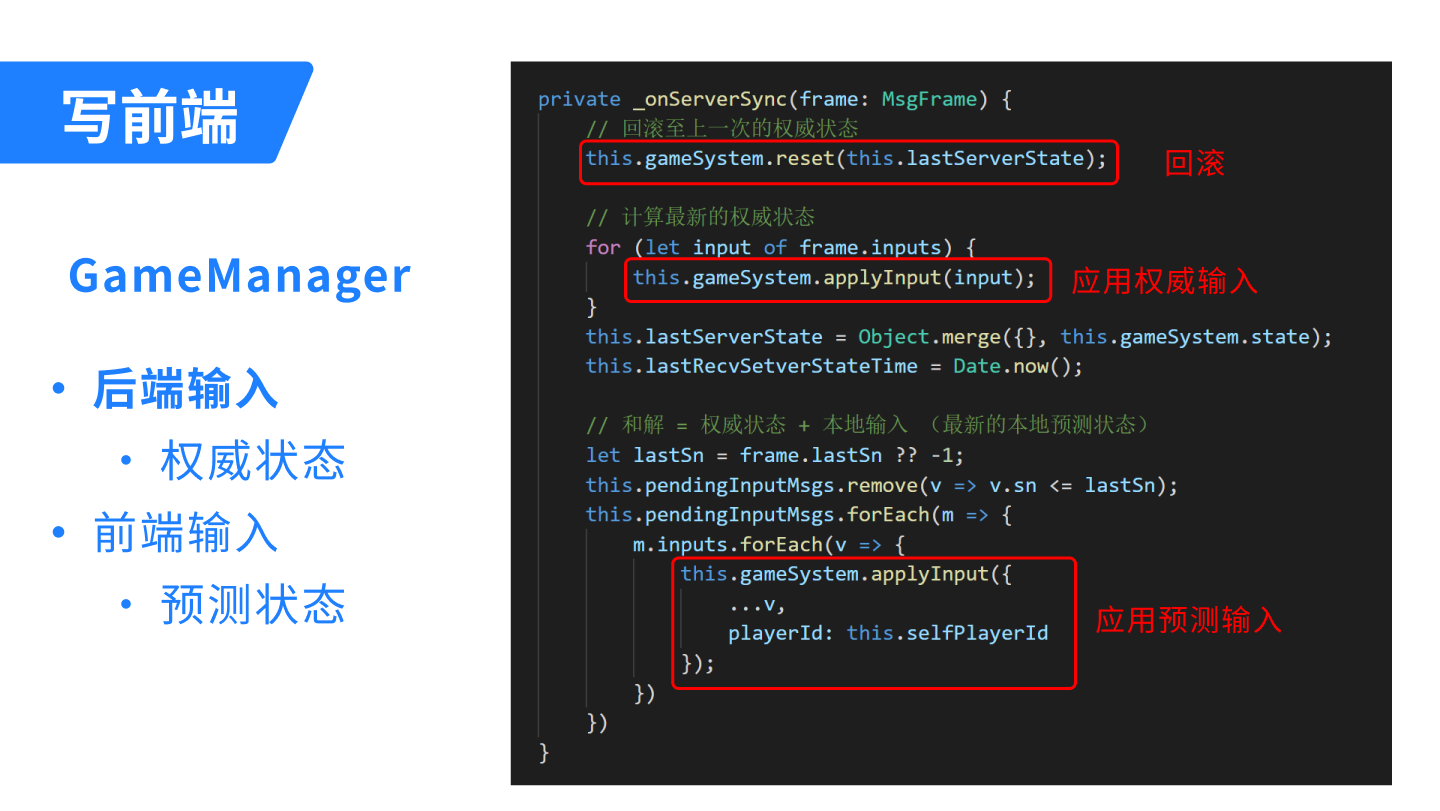 写前端
GameManager
• 后端输入
• 权威状态
• 前端输入
• 预测状态
private _onServerSync(frame: MsgFrame) {
// 回滚至上一次的权威状态
this.gameSystem.reset(this.lastServerState);
回滚
// 计算最新的权威状态
for (let input of frame.inputs) {
this.gameSystem.applyInput(input);
应用权威输入
}
this.lastServerState = Object.merge({}, this.gameSystem.state);
this.lastRecvSetverStateTime = Date.now();
// 和解 = 权威状态 + 本地输入 （最新的本地预测状态）
let lastSn = frame.lastSn ?? -1;
this.pendingInputMsgs.remove(v => v.sn <= lastSn);
this.pendingInputMsgs.forEach(m => {
m.inputs.forEach(v => {
this.gameSystem.applyInput({
...v,
playerId: this.selfPlayerId
应用预测输入
});
})
})
}